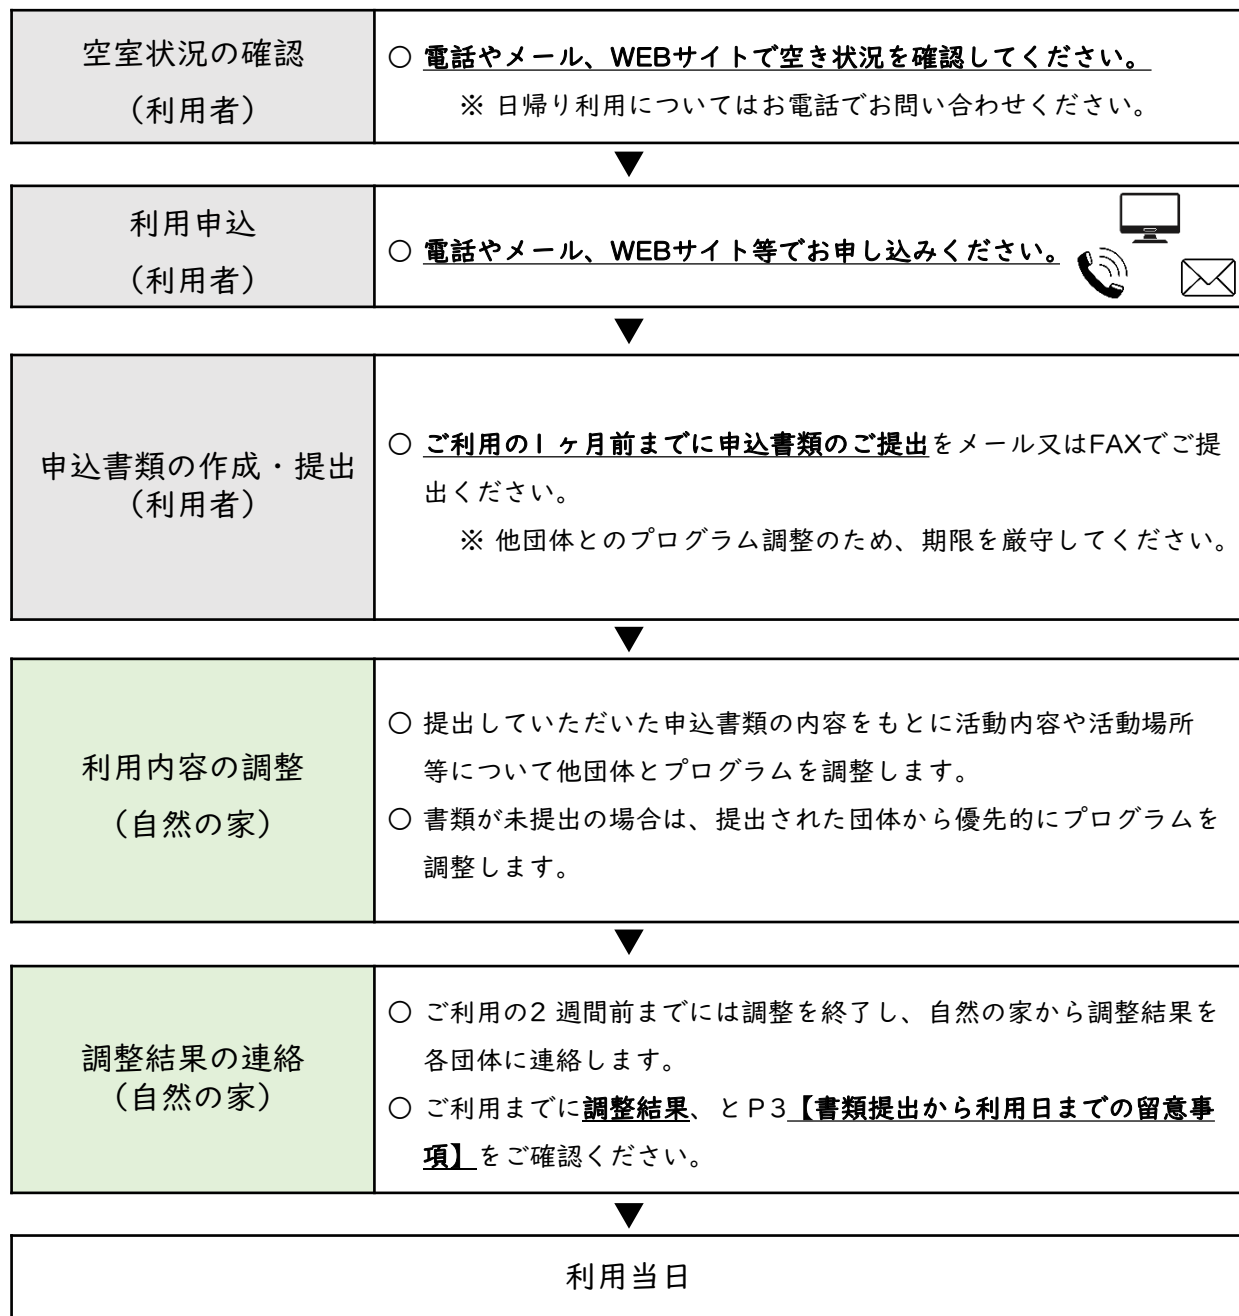 空室状況の確認
（利用者）
○ 電話やメール、WEBサイトで空き状況を確認してください。
※ 日帰り利用についてはお電話でお問い合わせください。
▼
利用申込
（利用者）
○ 電話やメール、WEBサイト等でお申し込みください。
▼
申込書類の作成・提出
（利用者）
○ ご利用の1ヶ月前までに申込書類のご提出をメール又はFAXでご提
出ください。
※ 他団体とのプログラム調整のため、期限を厳守してください。
▼
利用内容の調整
（自然の家）
○ 提出していただいた申込書類の内容をもとに活動内容や活動場所
等について他団体とプログラムを調整します。
○ 書類が未提出の場合は、提出された団体から優先的にプログラムを
調整します。
▼
調整結果の連絡
（自然の家）
○ ご利用の2 週間前までには調整を終了し、自然の家から調整結果を
各団体に連絡します。
○ ご利用までに調整結果、とP3【書類提出から利用日までの留意事
項】をご確認ください。
▼
利用当日